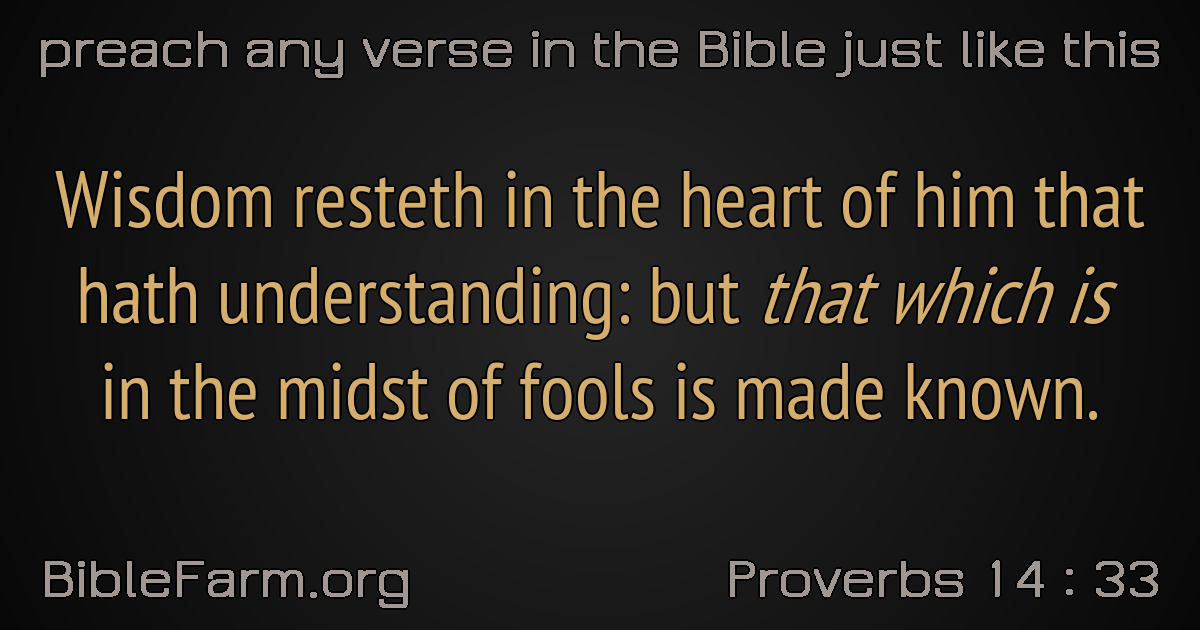 preach any verse in the Bible just like this
Wisdom resteth in the heart of him that
hath understanding: but that which is
in the midst of fools is made known.
BibleFarm.org
Proverbs 14 : 33